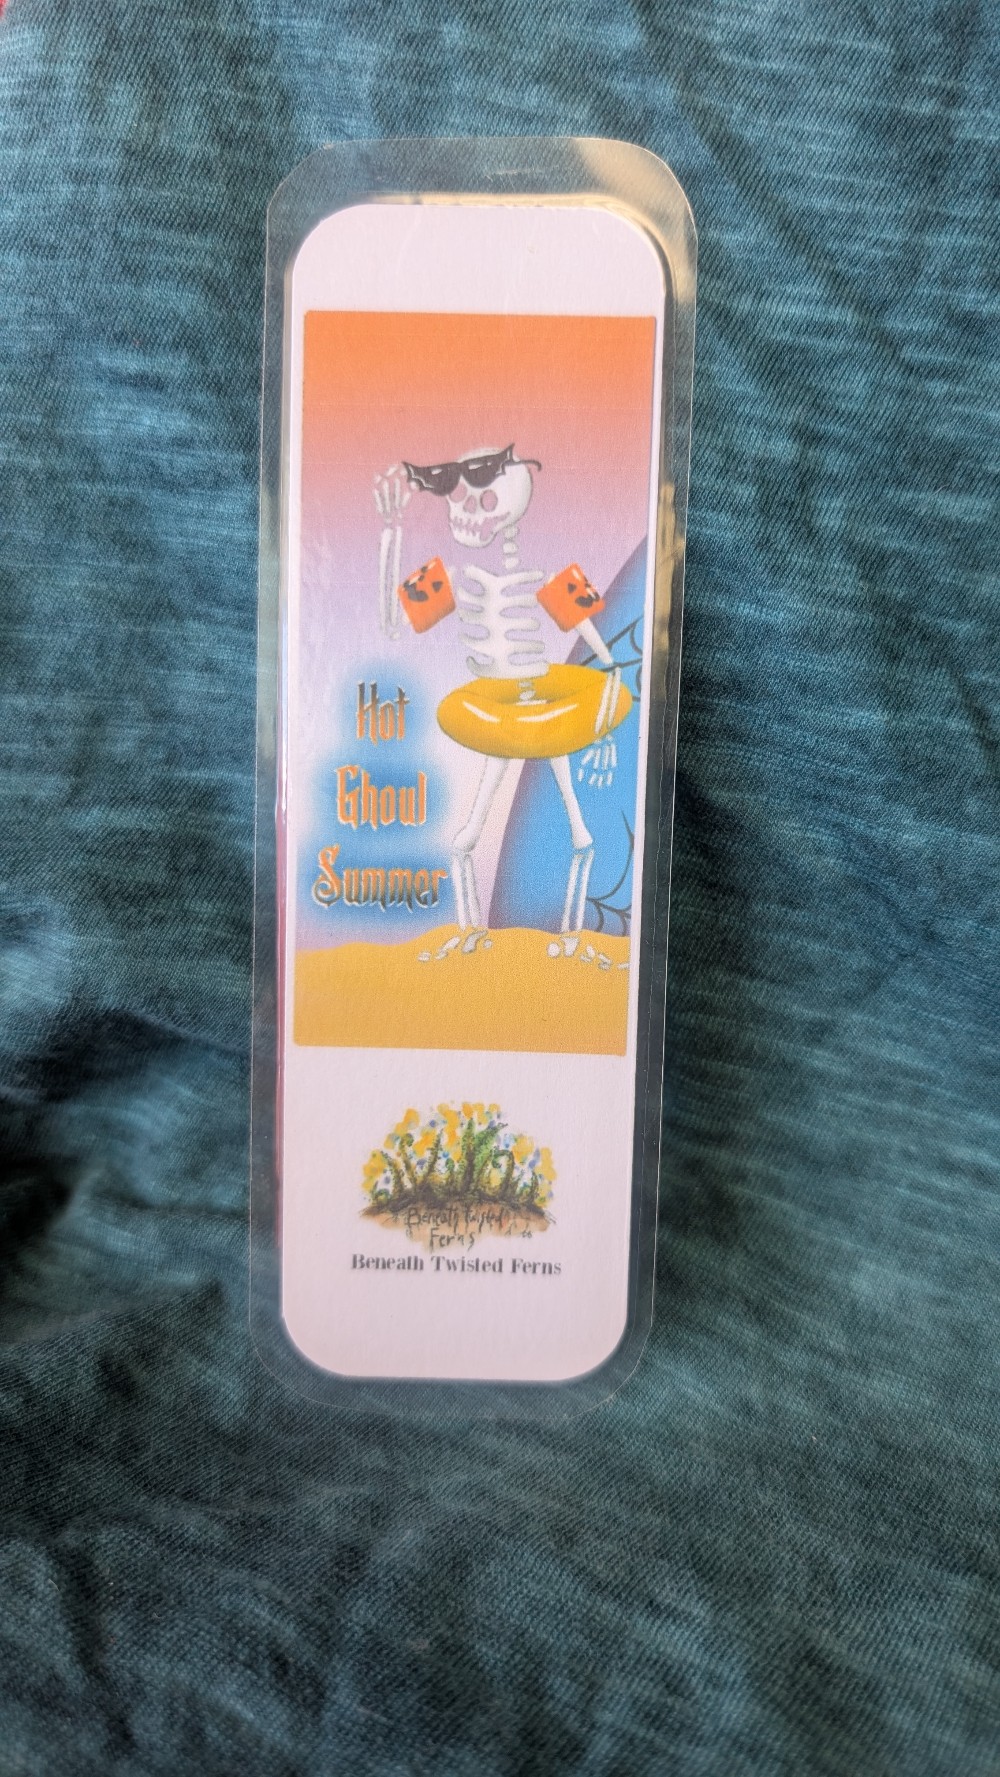 Hot
Ghoul
Summer
Beneath Twisted
Ferns
Beneath Twisted Ferns